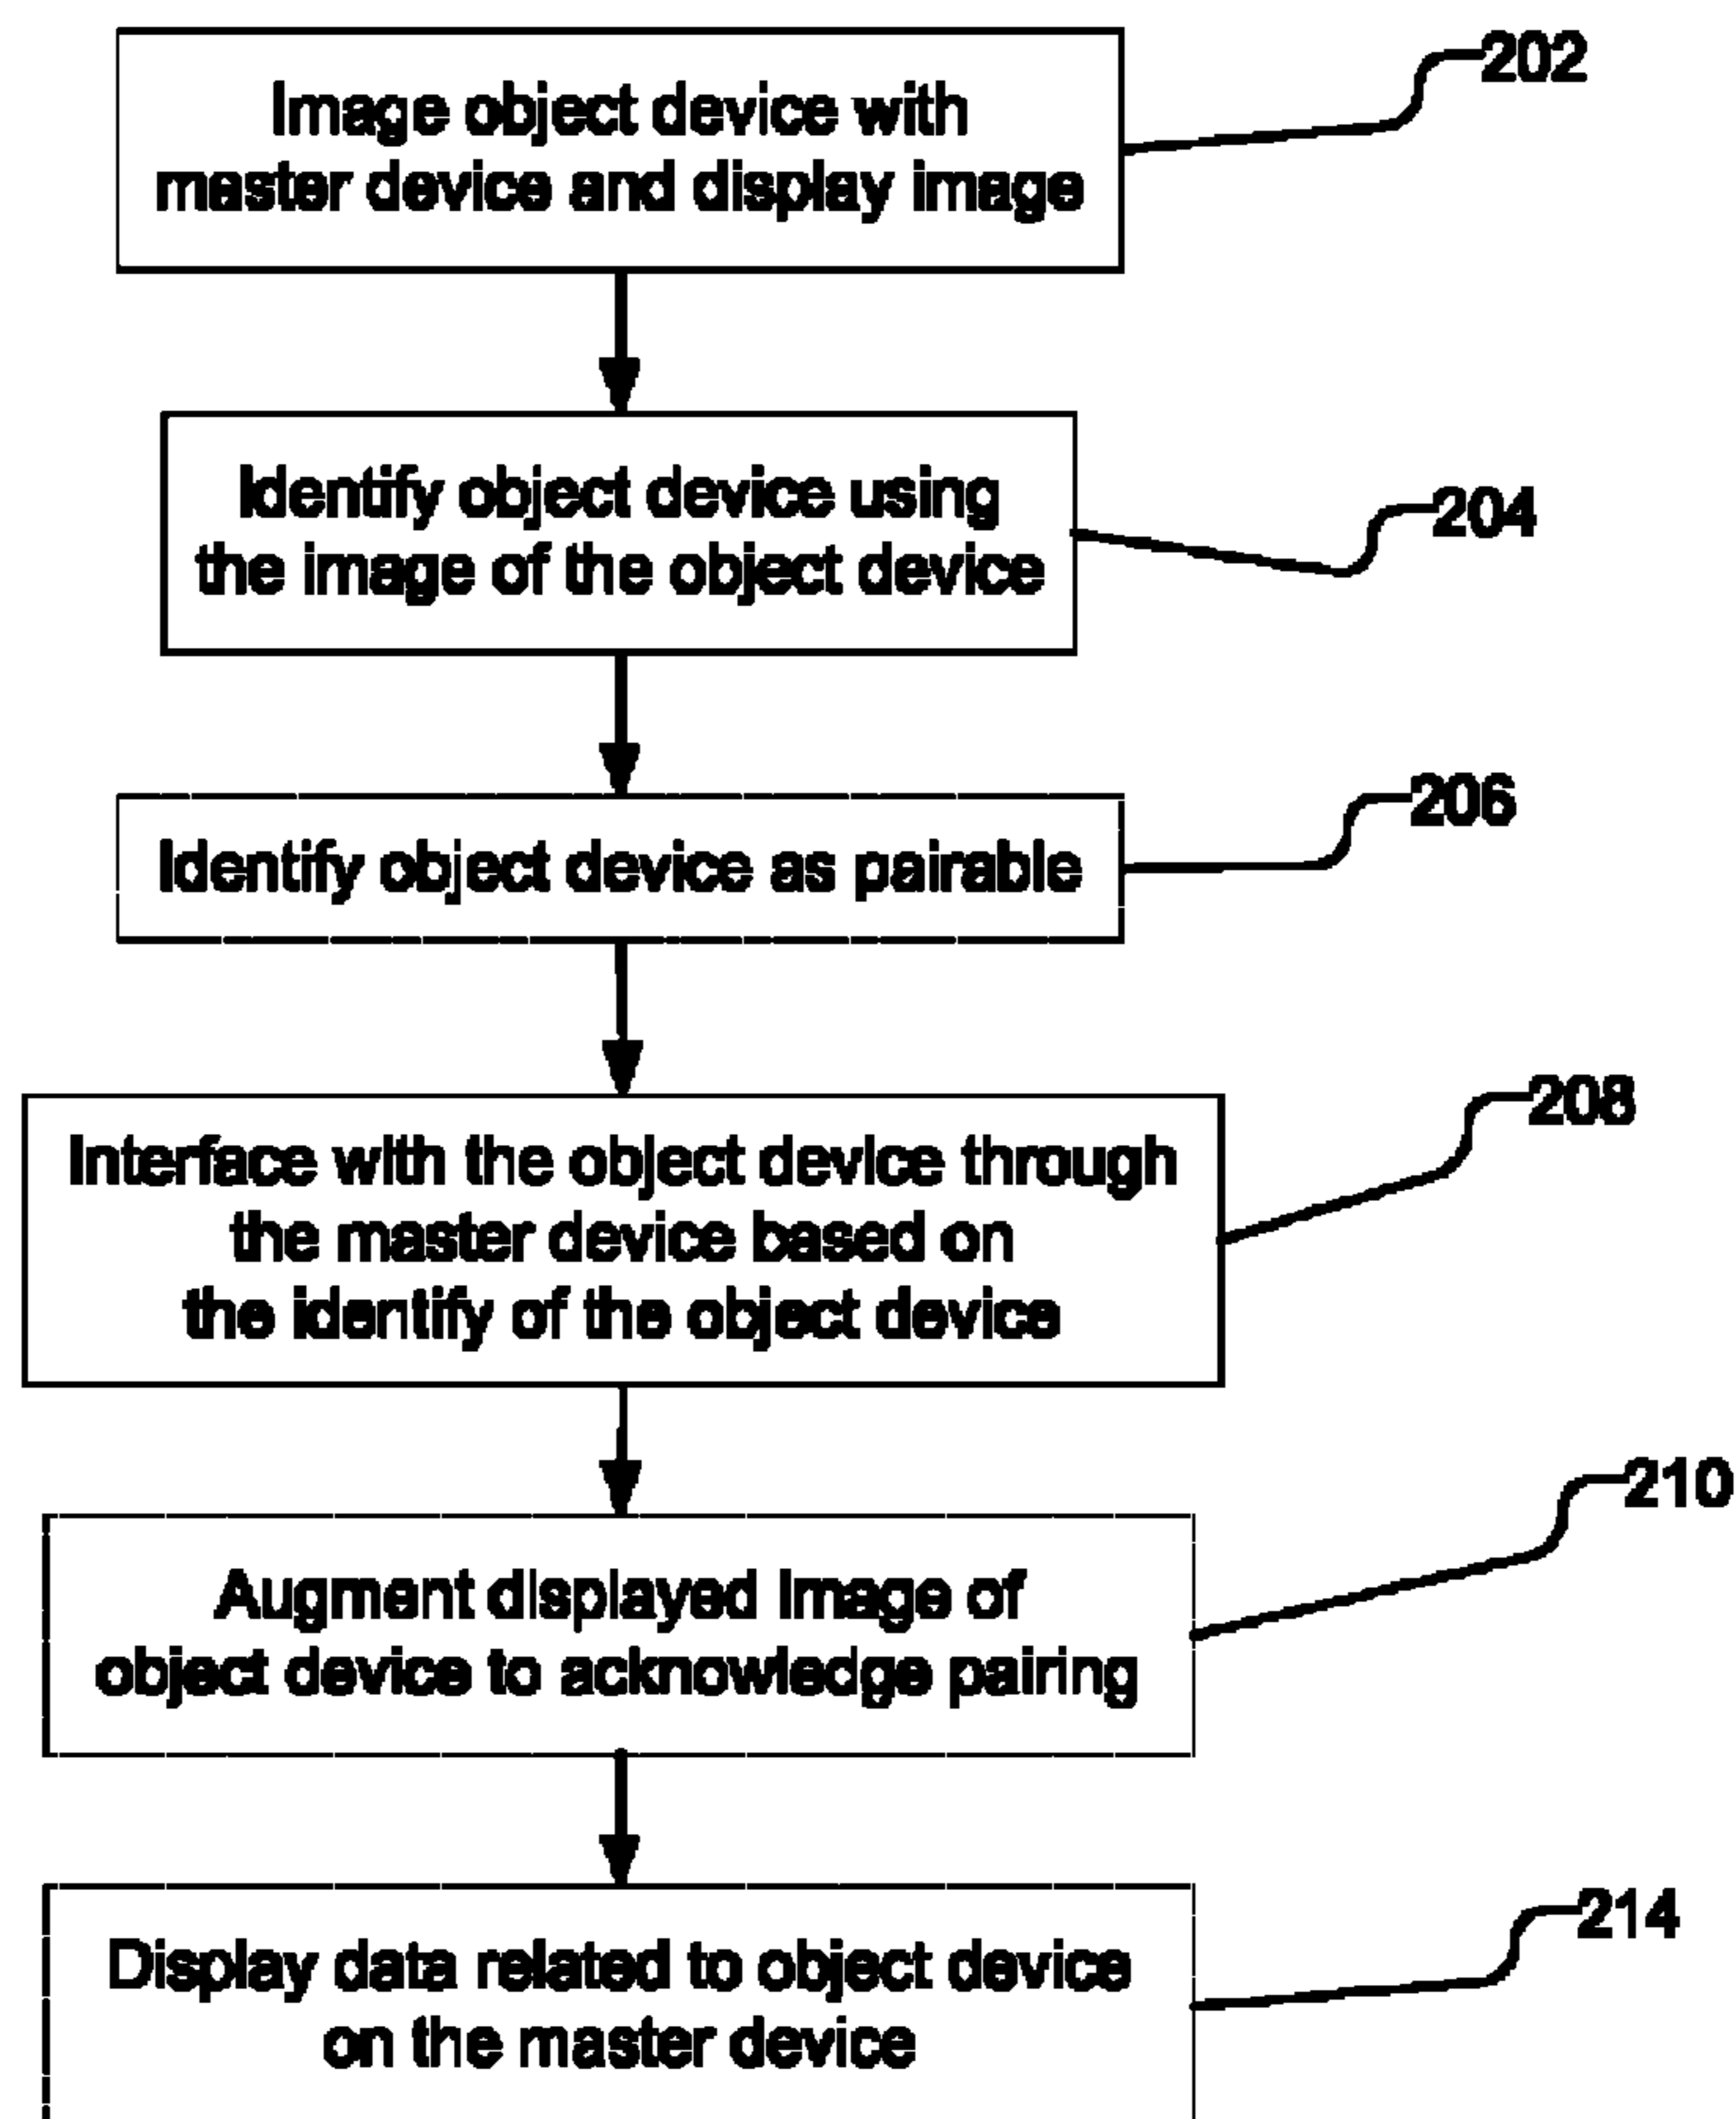 Image object device with
202
master device and display image
Identify object device using
204
the image of the object device
206
Identify object device as pairable
208
Interface with the object device through
the master device based on
the identify of the object device
210
Augment displayed image of
object device to acknowledge pairing
214
Display data related to object device
on the master device